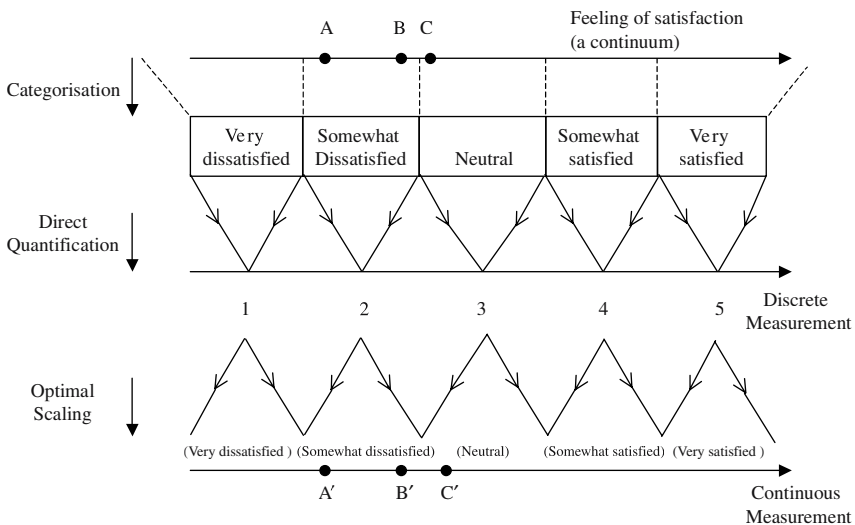 A B C
Feeling of satisfaction
(a continuum)
Categorisation
Very
dissatisfied
Somewhat
Dissatisfied
Neutral
Somewhat
satisfied
Very
satisfied
Direct
Quantification
1 2 3 4 5
Discrete
Measurement
Optimal
Scaling
(Very dissatisfied ) (Somewhat dissatisfied) (Neutral) (Somewhat satisfied) (Very satisfied )
A′ B′ C′
Continuous
Measurement